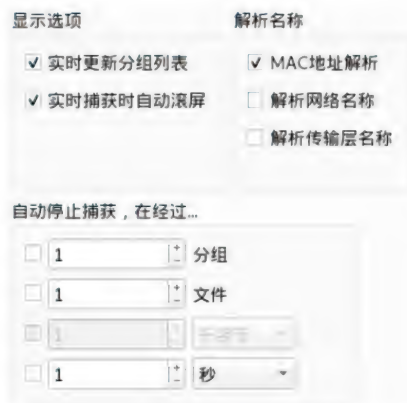 显示选项
解析名称
实时更新分组列表
MAC地址解析
实时捕获时自动滚屏
解析网络名称
解析传输层名称
自动停止捕获，在经过...
1 分组
1 文件
1
1 秒